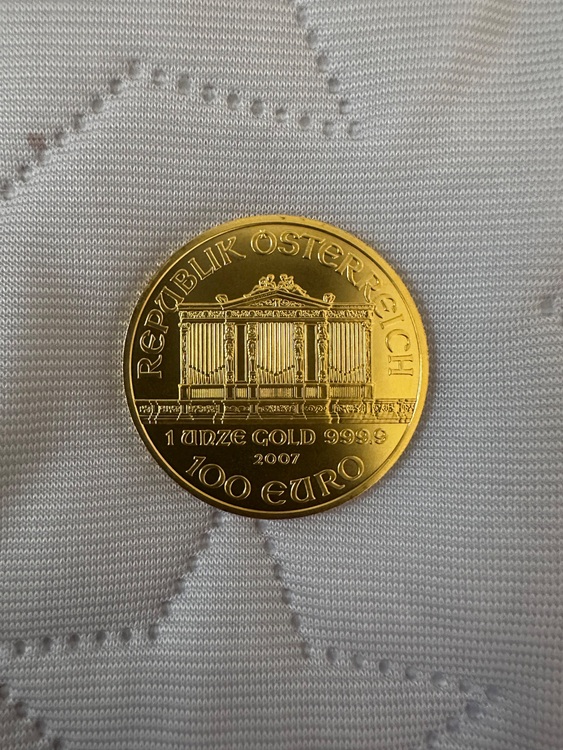 REPUBLIK ÖSTERREICH
1 UNZE GOLD 999.9
2007
100 EURO